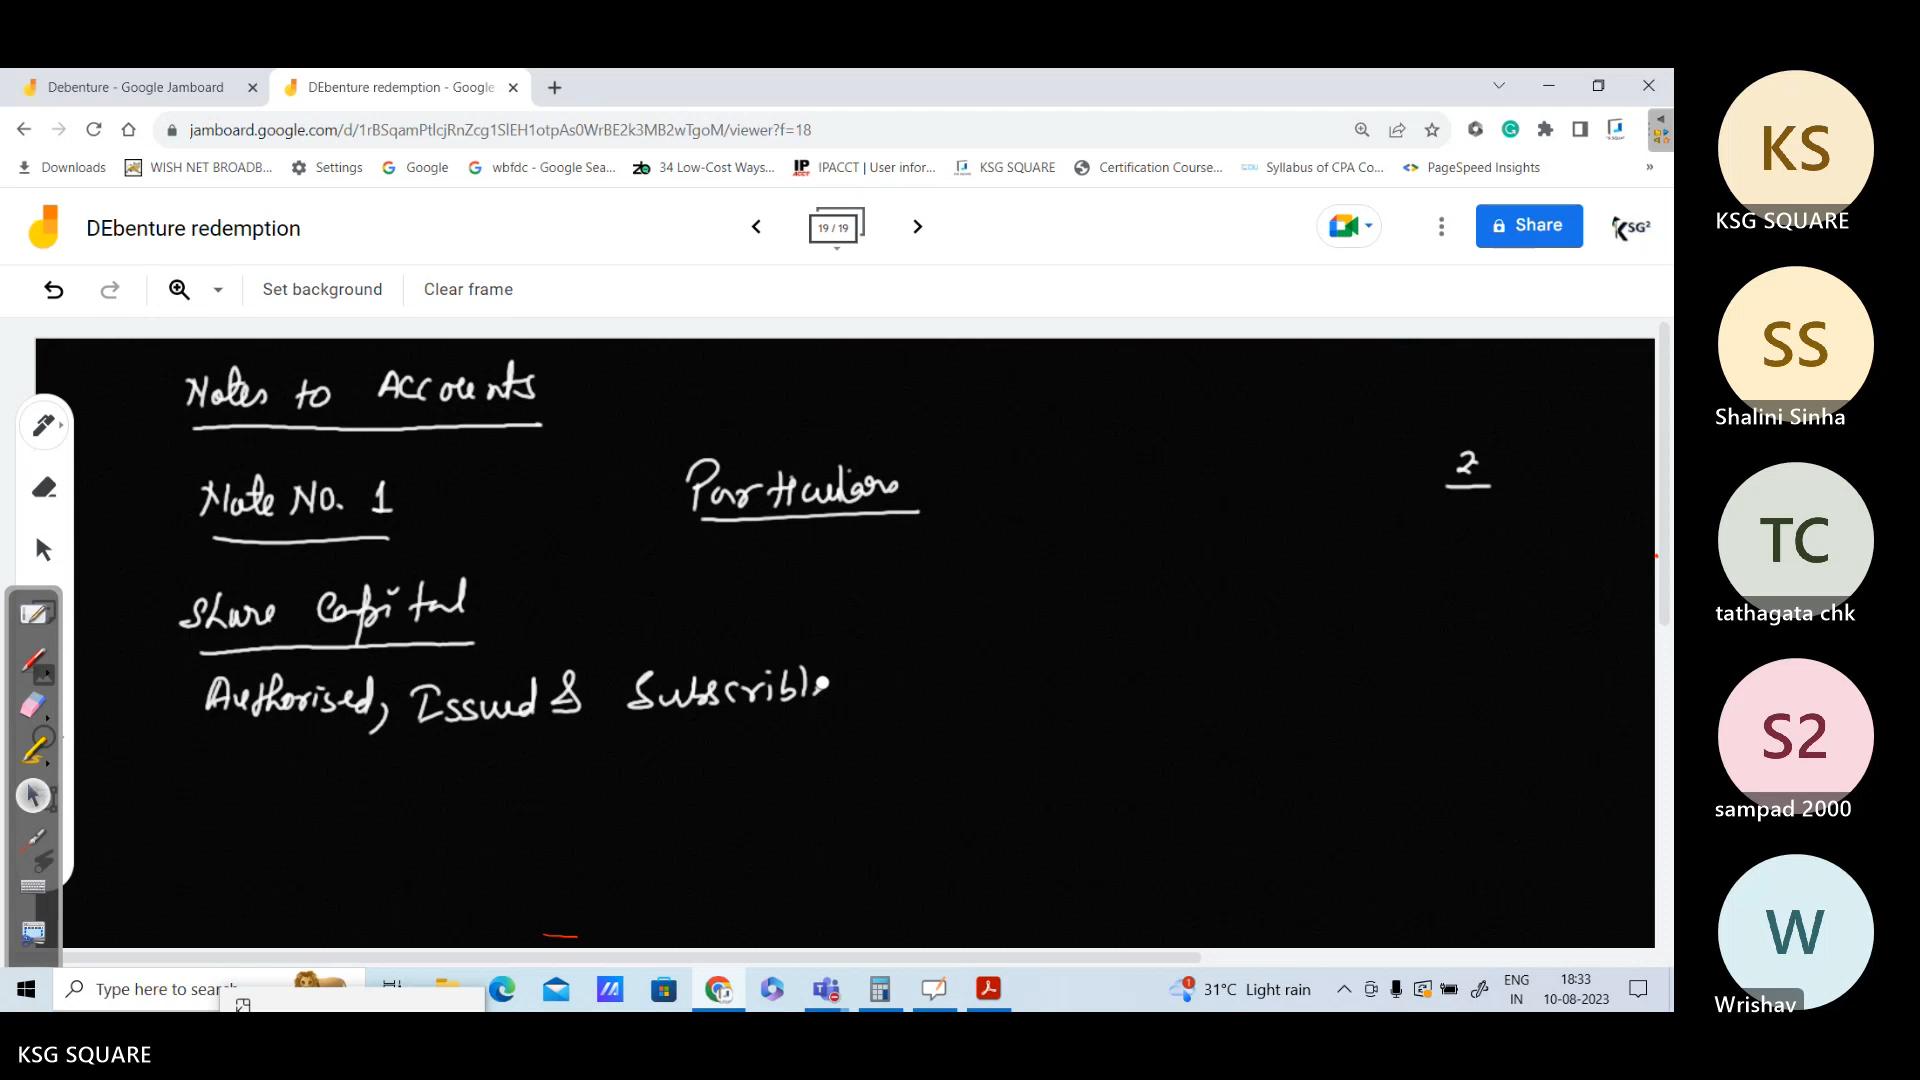 Debenture - Google Jamboard
DEbenture redemption - Google
jamboard.google.com/d/1rBSqamPtlcjRnZcg1SlEH1otpAs0WrBE2k3MB2wTgoM/viewer?f=18
Downloads WISH NET BROADB... Settings Google wbfdc - Google Sea... 34 Low-Cost Ways... IPACCT | User infor... KSG SQUARE Certification Course... Syllabus of CPA Co... PageSpeed Insights »
DEbenture redemption 19 / 19 Share KSG²
Set background Clear frame
Notes to Accounts
Note No. 1 Particulars
Share Capital
Authorised, Issued &
Type here to search
31°C Light rain
ENG
IN
18:33
10-08-2023
KS
KSG SQUARE
SS
Shalini Sinha
TC
tathagata chk
S2
sampad 2000
W
Wrishav
KSG SQUARE